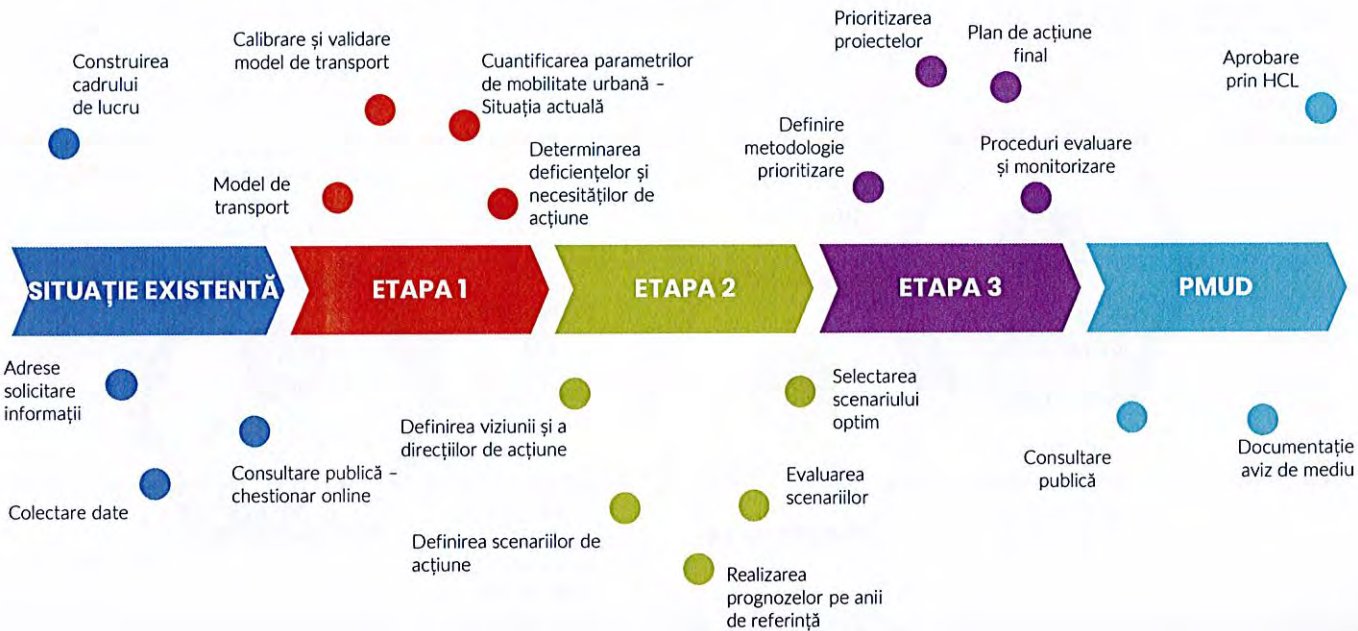 Construirea
cadrului
de lucru
Calibrare și validare
model de transport
Cuantificarea parametrilor
de mobilitate urbană –
Situația actuală
Model de
transport
Determinarea
deficiențelor și
necesităților de
acțiune
Prioritizarea
proiectelor
Plan de acțiune
final
Definire
metodologie
prioritizare
Proceduri evaluare
și monitorizare
Aprobare
prin HCL
SITUAȚIE EXISTENTĂ
ETAPA 1
ETAPA 2
ETAPA 3
PMUD
Adrese
solicitare
informații
Colectare date
Consultare publică –
chestionar online
Definirea viziunii și a
direcțiilor de acțiune
Definirea scenariilor de
acțiune
Realizarea
prognozelor pe anii
de referință
Evaluarea
scenariilor
Selectarea
scenariului
optim
Consultare
publică
Documentație
aviz de mediu